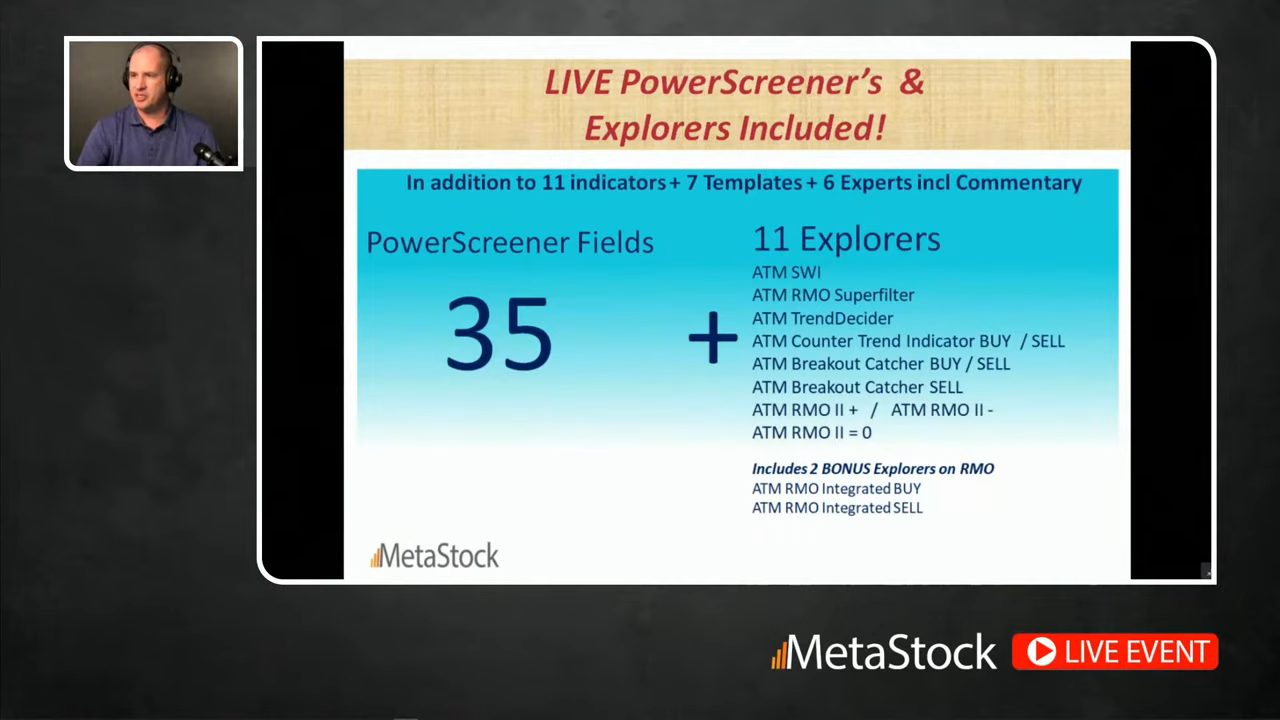 LIVE PowerScreener's &
Explorers Included!
In addition to 11 indicators + 7 Templates + 6 Experts incl Commentary
PowerScreener Fields
35
+
11 Explorers
ATM SWI
ATM RMO Superfilter
ATM TrendDecider
ATM Counter Trend Indicator BUY / SELL
ATM Breakout Catcher BUY / SELL
ATM Breakout Catcher SELL
ATM RMO II + / ATM RMO II -
ATM RMO II = 0
Includes 2 BONUS Explorers on RMO
ATM RMO Integrated BUY
ATM RMO Integrated SELL
MetaStock
MetaStock LIVE EVENT